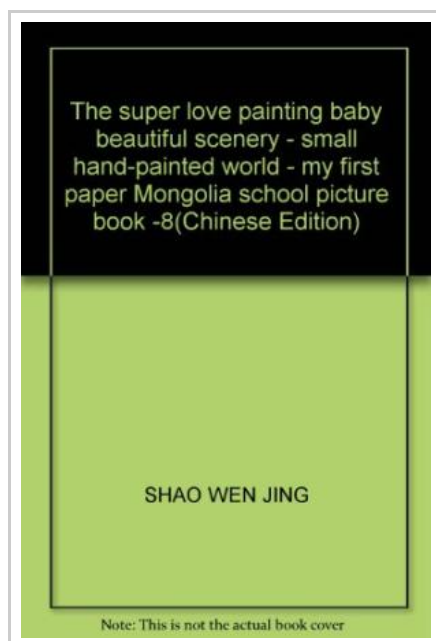 The super love painting baby
beautiful scenery - small
hand-painted world - my first
paper Mongolia school picture
book -8(Chinese Edition)
SHAO WEN JING
Note: This is not the actual book cover